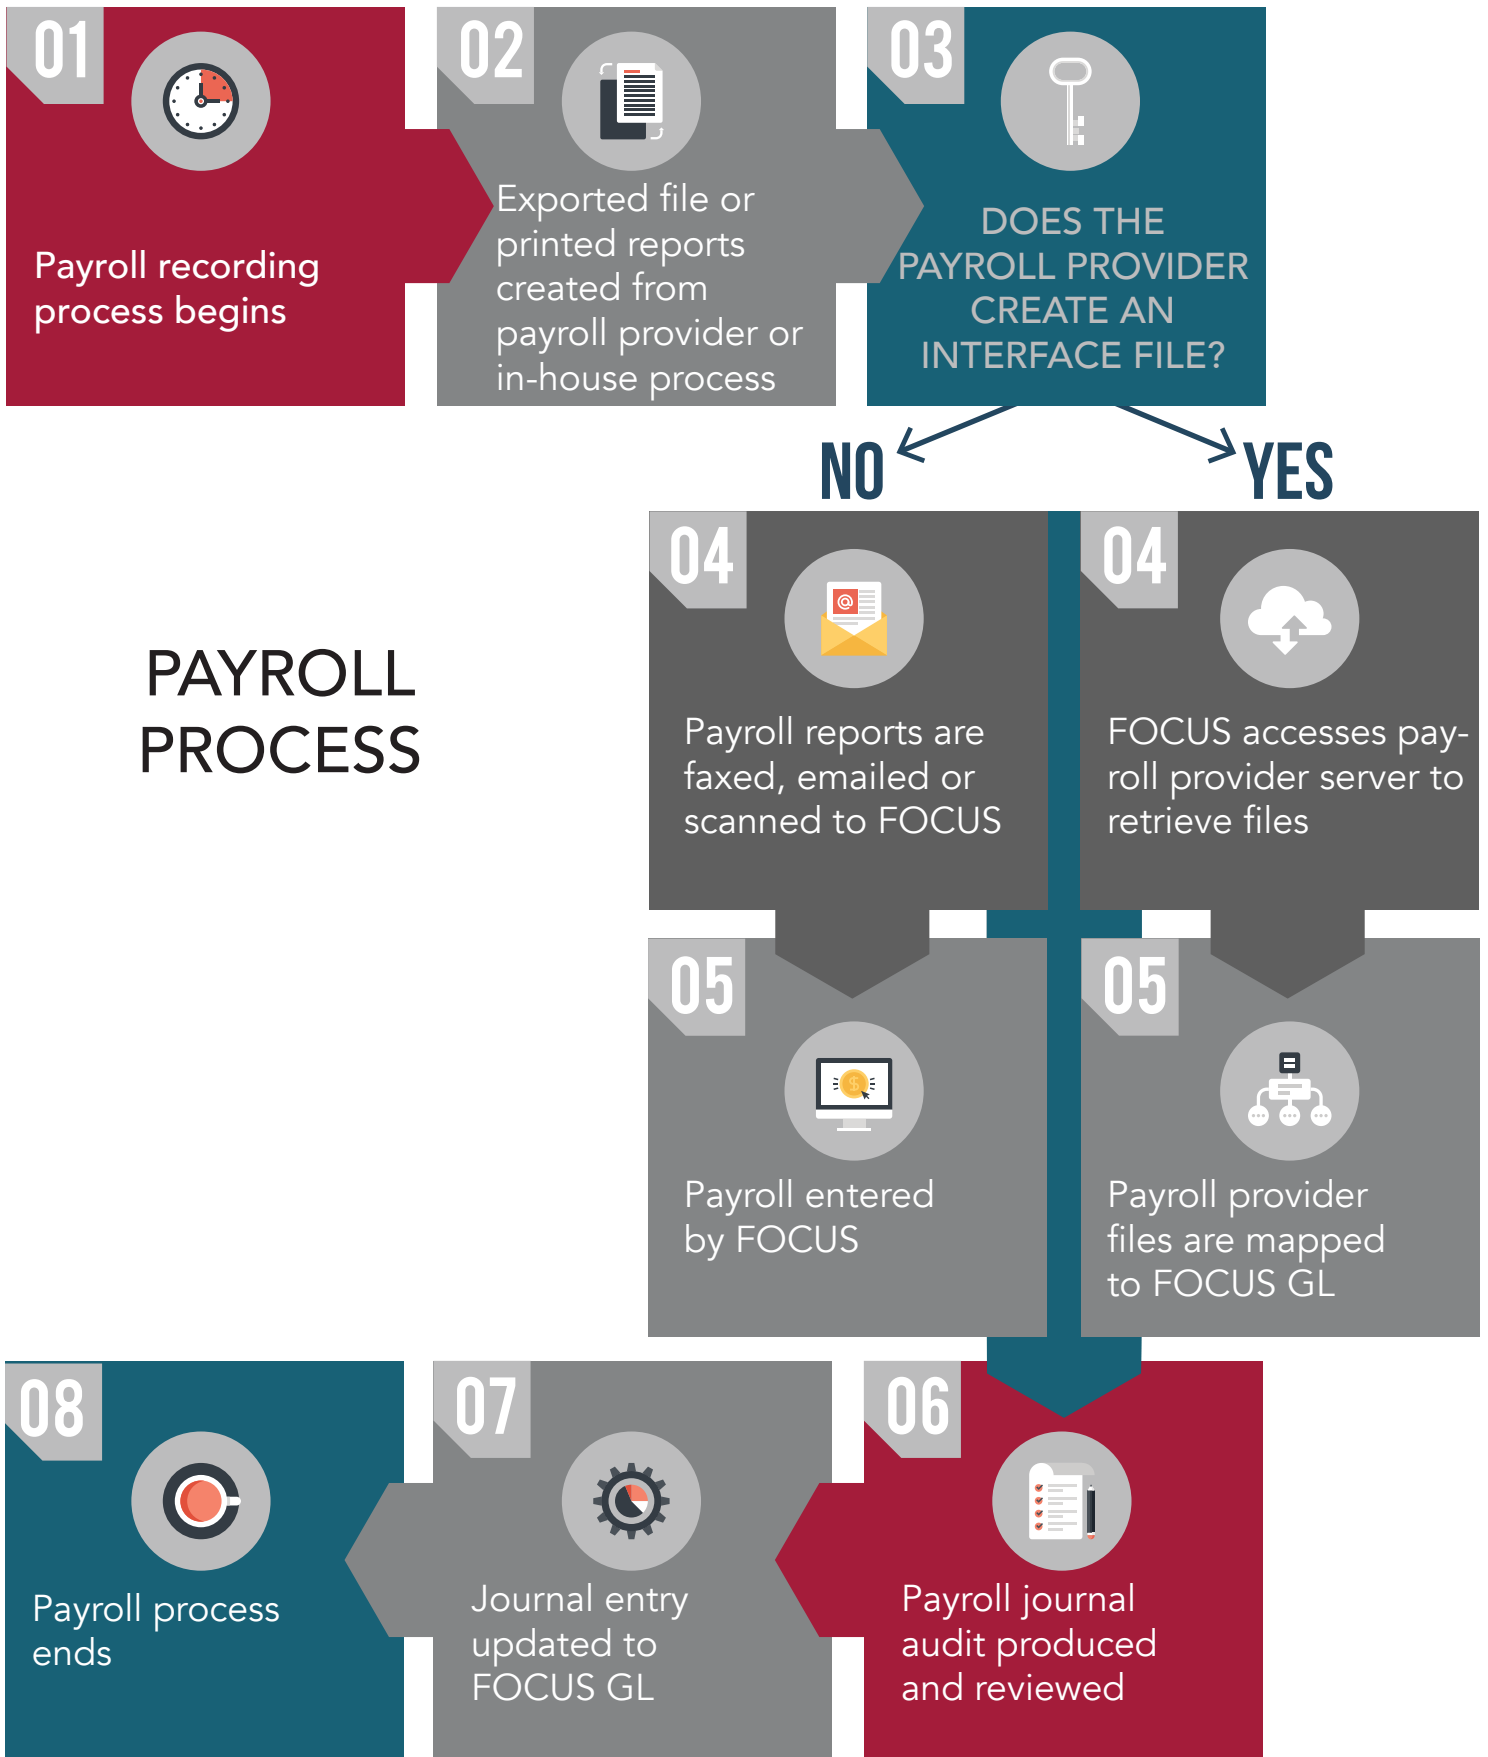 01
Payroll recording
process begins
02
Exported file or
printed reports
created from
payroll provider or
in-house process
03
DOES THE
PAYROLL PROVIDER
CREATE AN
INTERFACE FILE?
NO
YES
PAYROLL
PROCESS
04
@
Payroll reports are
faxed, emailed or
scanned to FOCUS
04
FOCUS accesses pay-
roll provider server to
retrieve files
05
$
Payroll entered
by FOCUS
05
Payroll provider
files are mapped
to FOCUS GL
06
Payroll journal
audit produced
and reviewed
07
Journal entry
updated to
FOCUS GL
08
Payroll process
ends